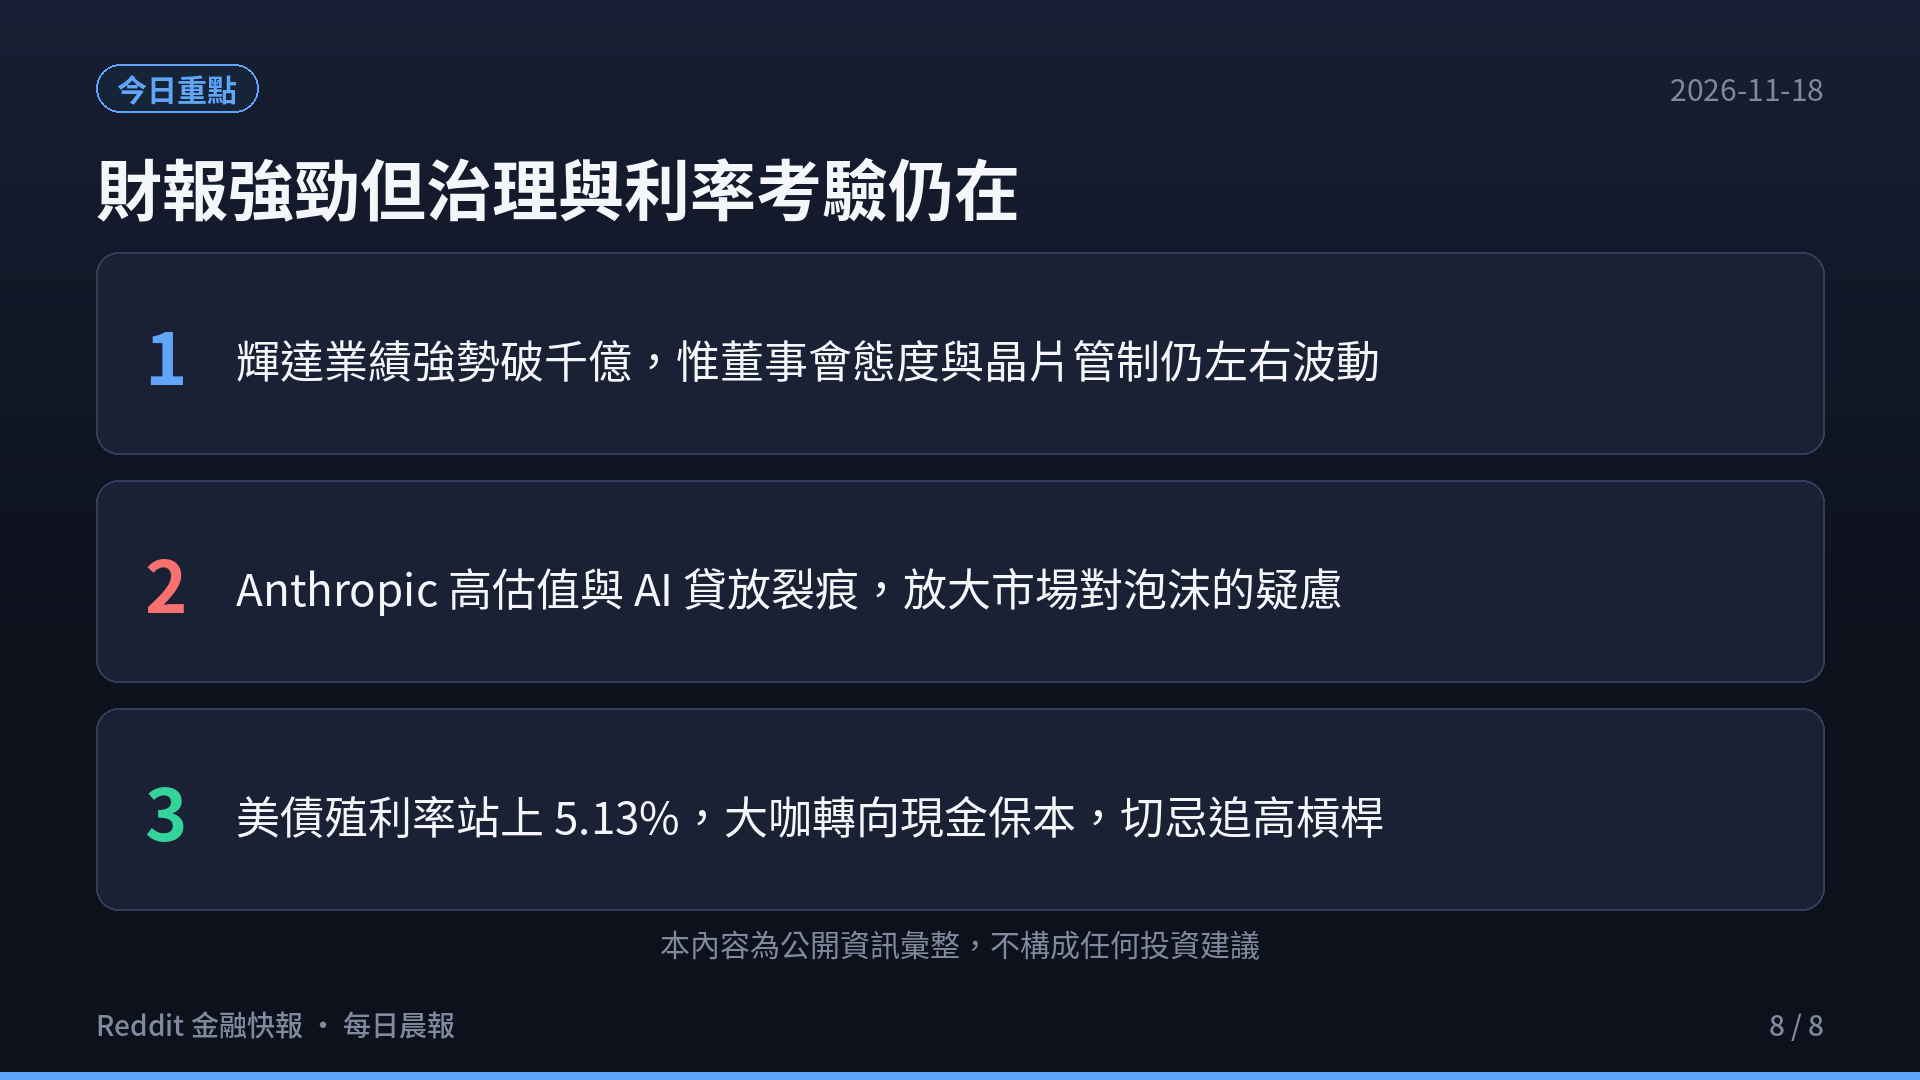 今日重點
2026-11-18
財報強勁但治理與利率考驗仍在
1 輝達業績強勢破千億，惟董事會態度與晶片管制仍左右波動
2 Anthropic 高估值與 AI 貸放裂痕，放大市場對泡沫的疑慮
3 美債殖利率站上 5.13%，大咖轉向現金保本，切忌追高槓桿
本內容為公開資訊彙整，不構成任何投資建議
Reddit 金融快報 · 每日晨報
8 / 8